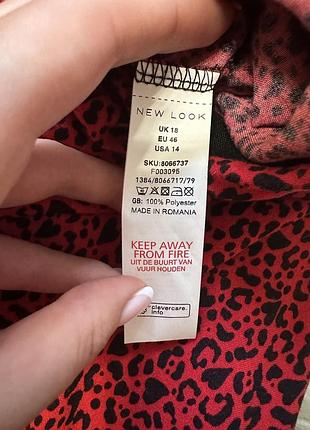 NEW LOOK
UK 18
EU 46
USA 14
SKU:8066737
F003095
1384/8066717/79
GB: 100% Polyester
MADE IN ROMANIA
KEEP AWAY
FROM FIRE
UIT DE BUURT VAN
VUUR HOUDEN
clevercare.
info